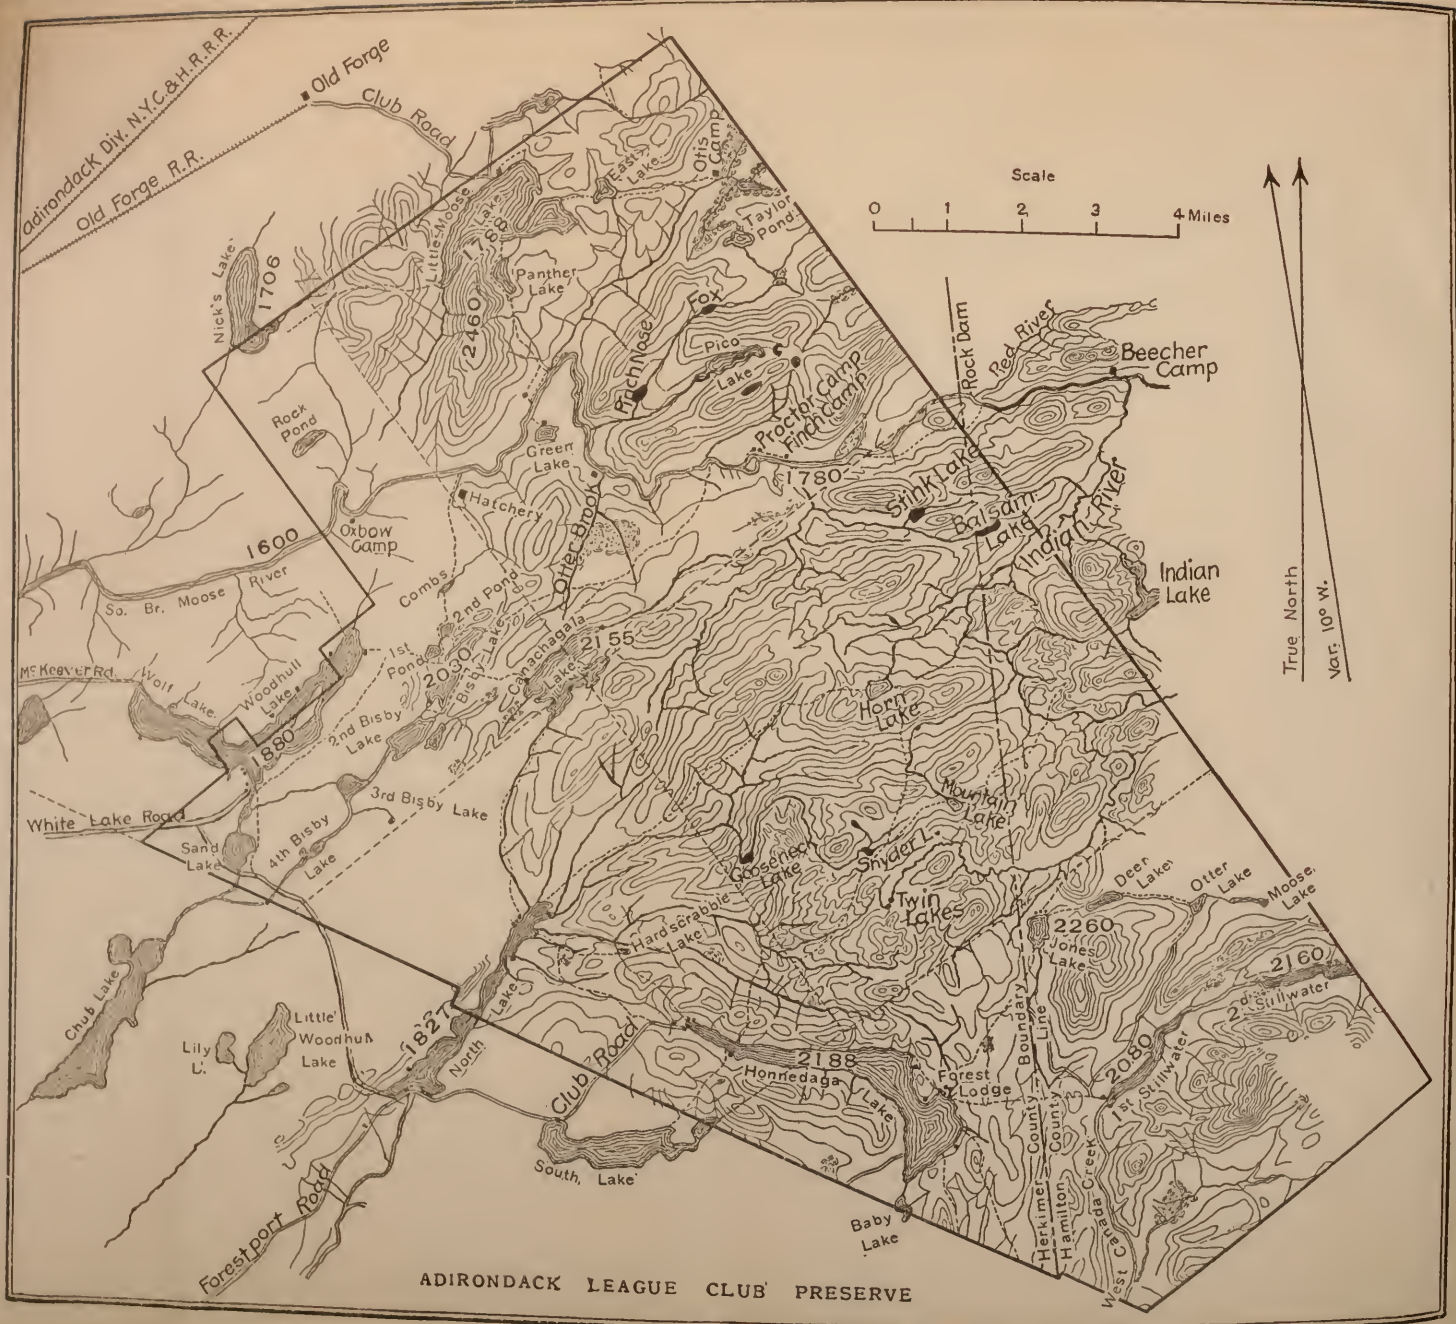 Adirondack Div. N.Y.C.&H.R.R.R.
Old Forge R.R.
Old Forge
Club Road
Nick's Lake
1706
Little Moose
Lake
1788
2460
Panther
Lake
East
Lake
Otis
Camp
Taylor
Pond
Scale
0 1 2 3 4 Miles
True North
Var. 10° W.
Rock Dam
Red River
Beecher
Camp
Fox
Pinch Nose
Pico
Lake
Proctor Camp
Finch Camp
Rock
Pond
Green
Lake
Hatchery
Otter Brook
1780
Stink Lake
Balsam
Lake
Indian River
Indian
Lake
Oxbow
Camp
1600
So. Br. Moose River
Combs
1st
Pond
2nd Pond
2030
Bisby Lake
Canachagala
Lake
2155
McKeever Rd.
Wolf Lake
Woodhull
Lake
1880
2nd Bisby
Lake
3rd Bisby Lake
4th Bisby
Lake
White Lake Road
Sand
Lake
Horn
Lake
Mountain
Lake
Gooseneck
Lake
Snyder L.
Twin
Lakes
Hardscrabble
Lake
Deer
Lake
Otter
Lake
Moose
Lake
2260
Jones
Lake
2160
2d Stillwater
2080
1st Stillwater
Chub Lake
Lily
L.
Little
Woodhull
Lake
1827
North
Lake
Club Road
2188
Honnedaga
Lake
Forest
Lodge
Boundary
Line
Herkimer County
Hamilton County
West Canada Creek
South Lake
Baby
Lake
Forestport Road
ADIRONDACK LEAGUE CLUB PRESERVE